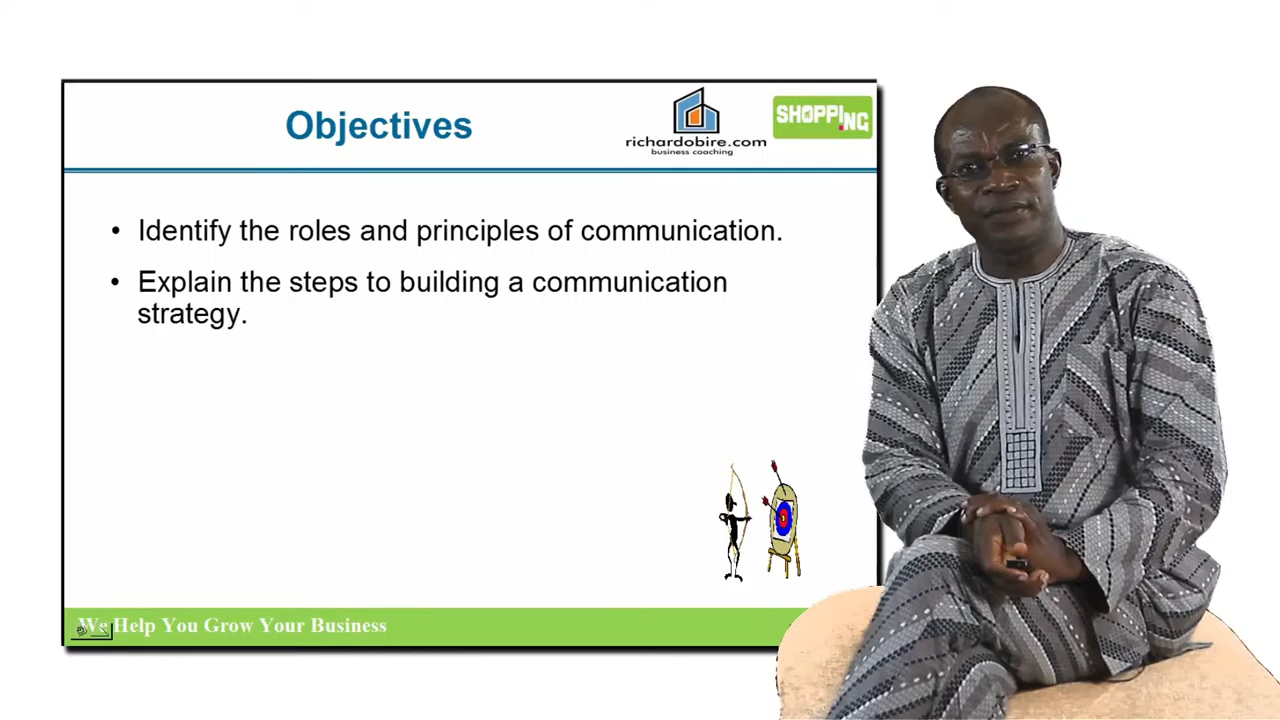 Objectives
richardobire.com
business coaching
SHOPPING
• Identify the roles and principles of communication.
• Explain the steps to building a communication
strategy.
We Help You Grow Your Business